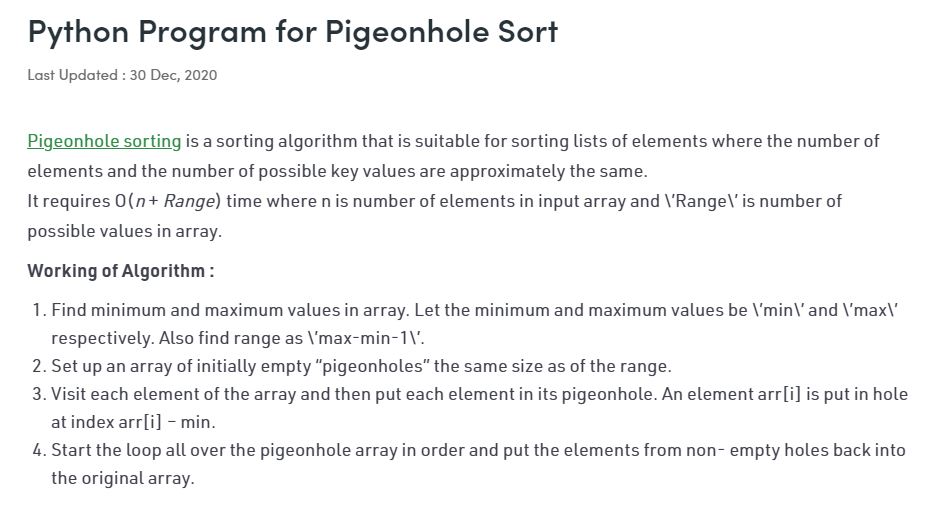 Python Program for Pigeonhole Sort
Last Updated : 30 Dec, 2020
Pigeonhole sorting is a sorting algorithm that is suitable for sorting lists of elements where the number of
elements and the number of possible key values are approximately the same.
It requires O(n + Range) time where n is number of elements in input array and \’Range\’ is number of
possible values in array.
Working of Algorithm :
1. Find minimum and maximum values in array. Let the minimum and maximum values be \’min\’ and \’max\’
respectively. Also find range as \’max-min-1\’.
2. Set up an array of initially empty “pigeonholes” the same size as of the range.
3. Visit each element of the array and then put each element in its pigeonhole. An element arr[i] is put in hole
at index arr[i] – min.
4. Start the loop all over the pigeonhole array in order and put the elements from non- empty holes back into
the original array.